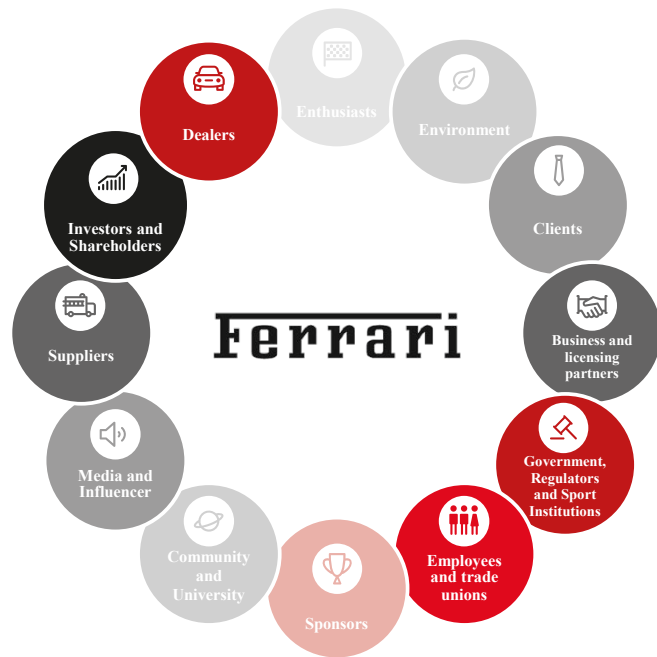 Enthusiasts
Environment
Clients
Business and
licensing
partners
Government,
Regulators
and Sport
Institutions
Employees
and trade
unions
Sponsors
Community
and
University
Media and
Influencer
Suppliers
Investors and
Shareholders
Dealers
Ferrari